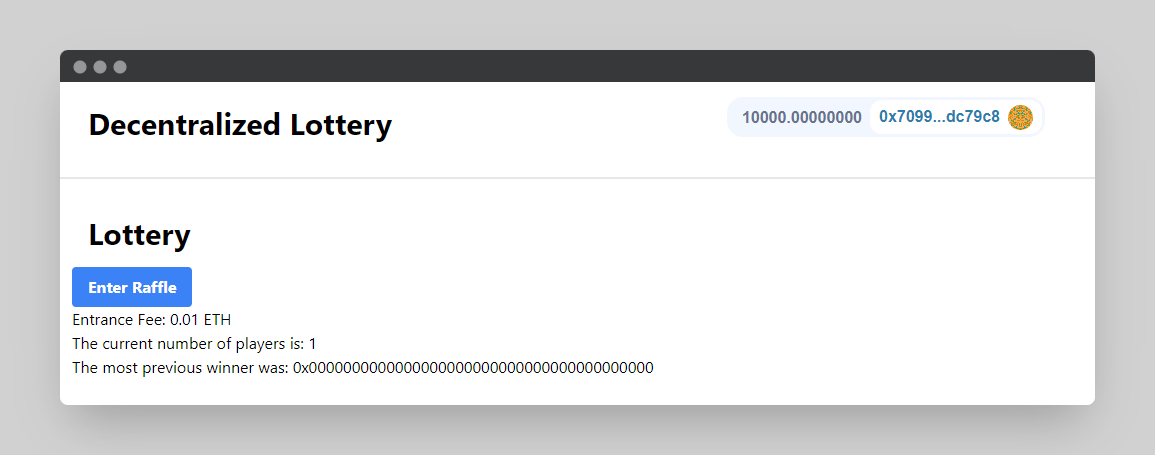 Decentralized Lottery
10000.00000000 0x7099...dc79c8
Lottery
Enter Raffle
Entrance Fee: 0.01 ETH
The current number of players is: 1
The most previous winner was: 0x0000000000000000000000000000000000000000